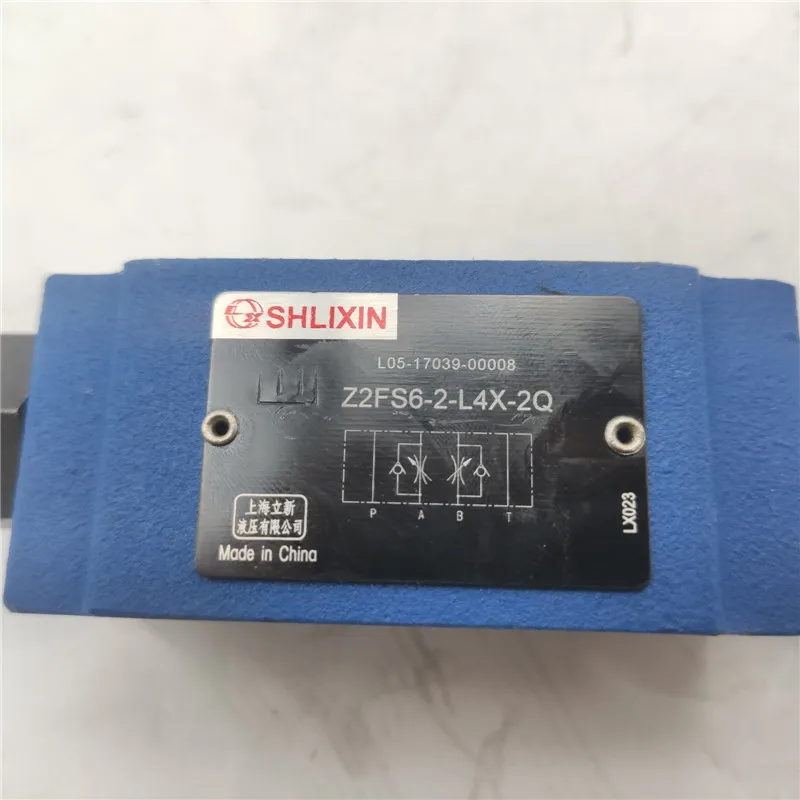 SHLIXIN
L05-17039-00008
Z2FS6-2-L4X-2Q
P A B T
上海立新
液压有限公司
Made in China
LX023